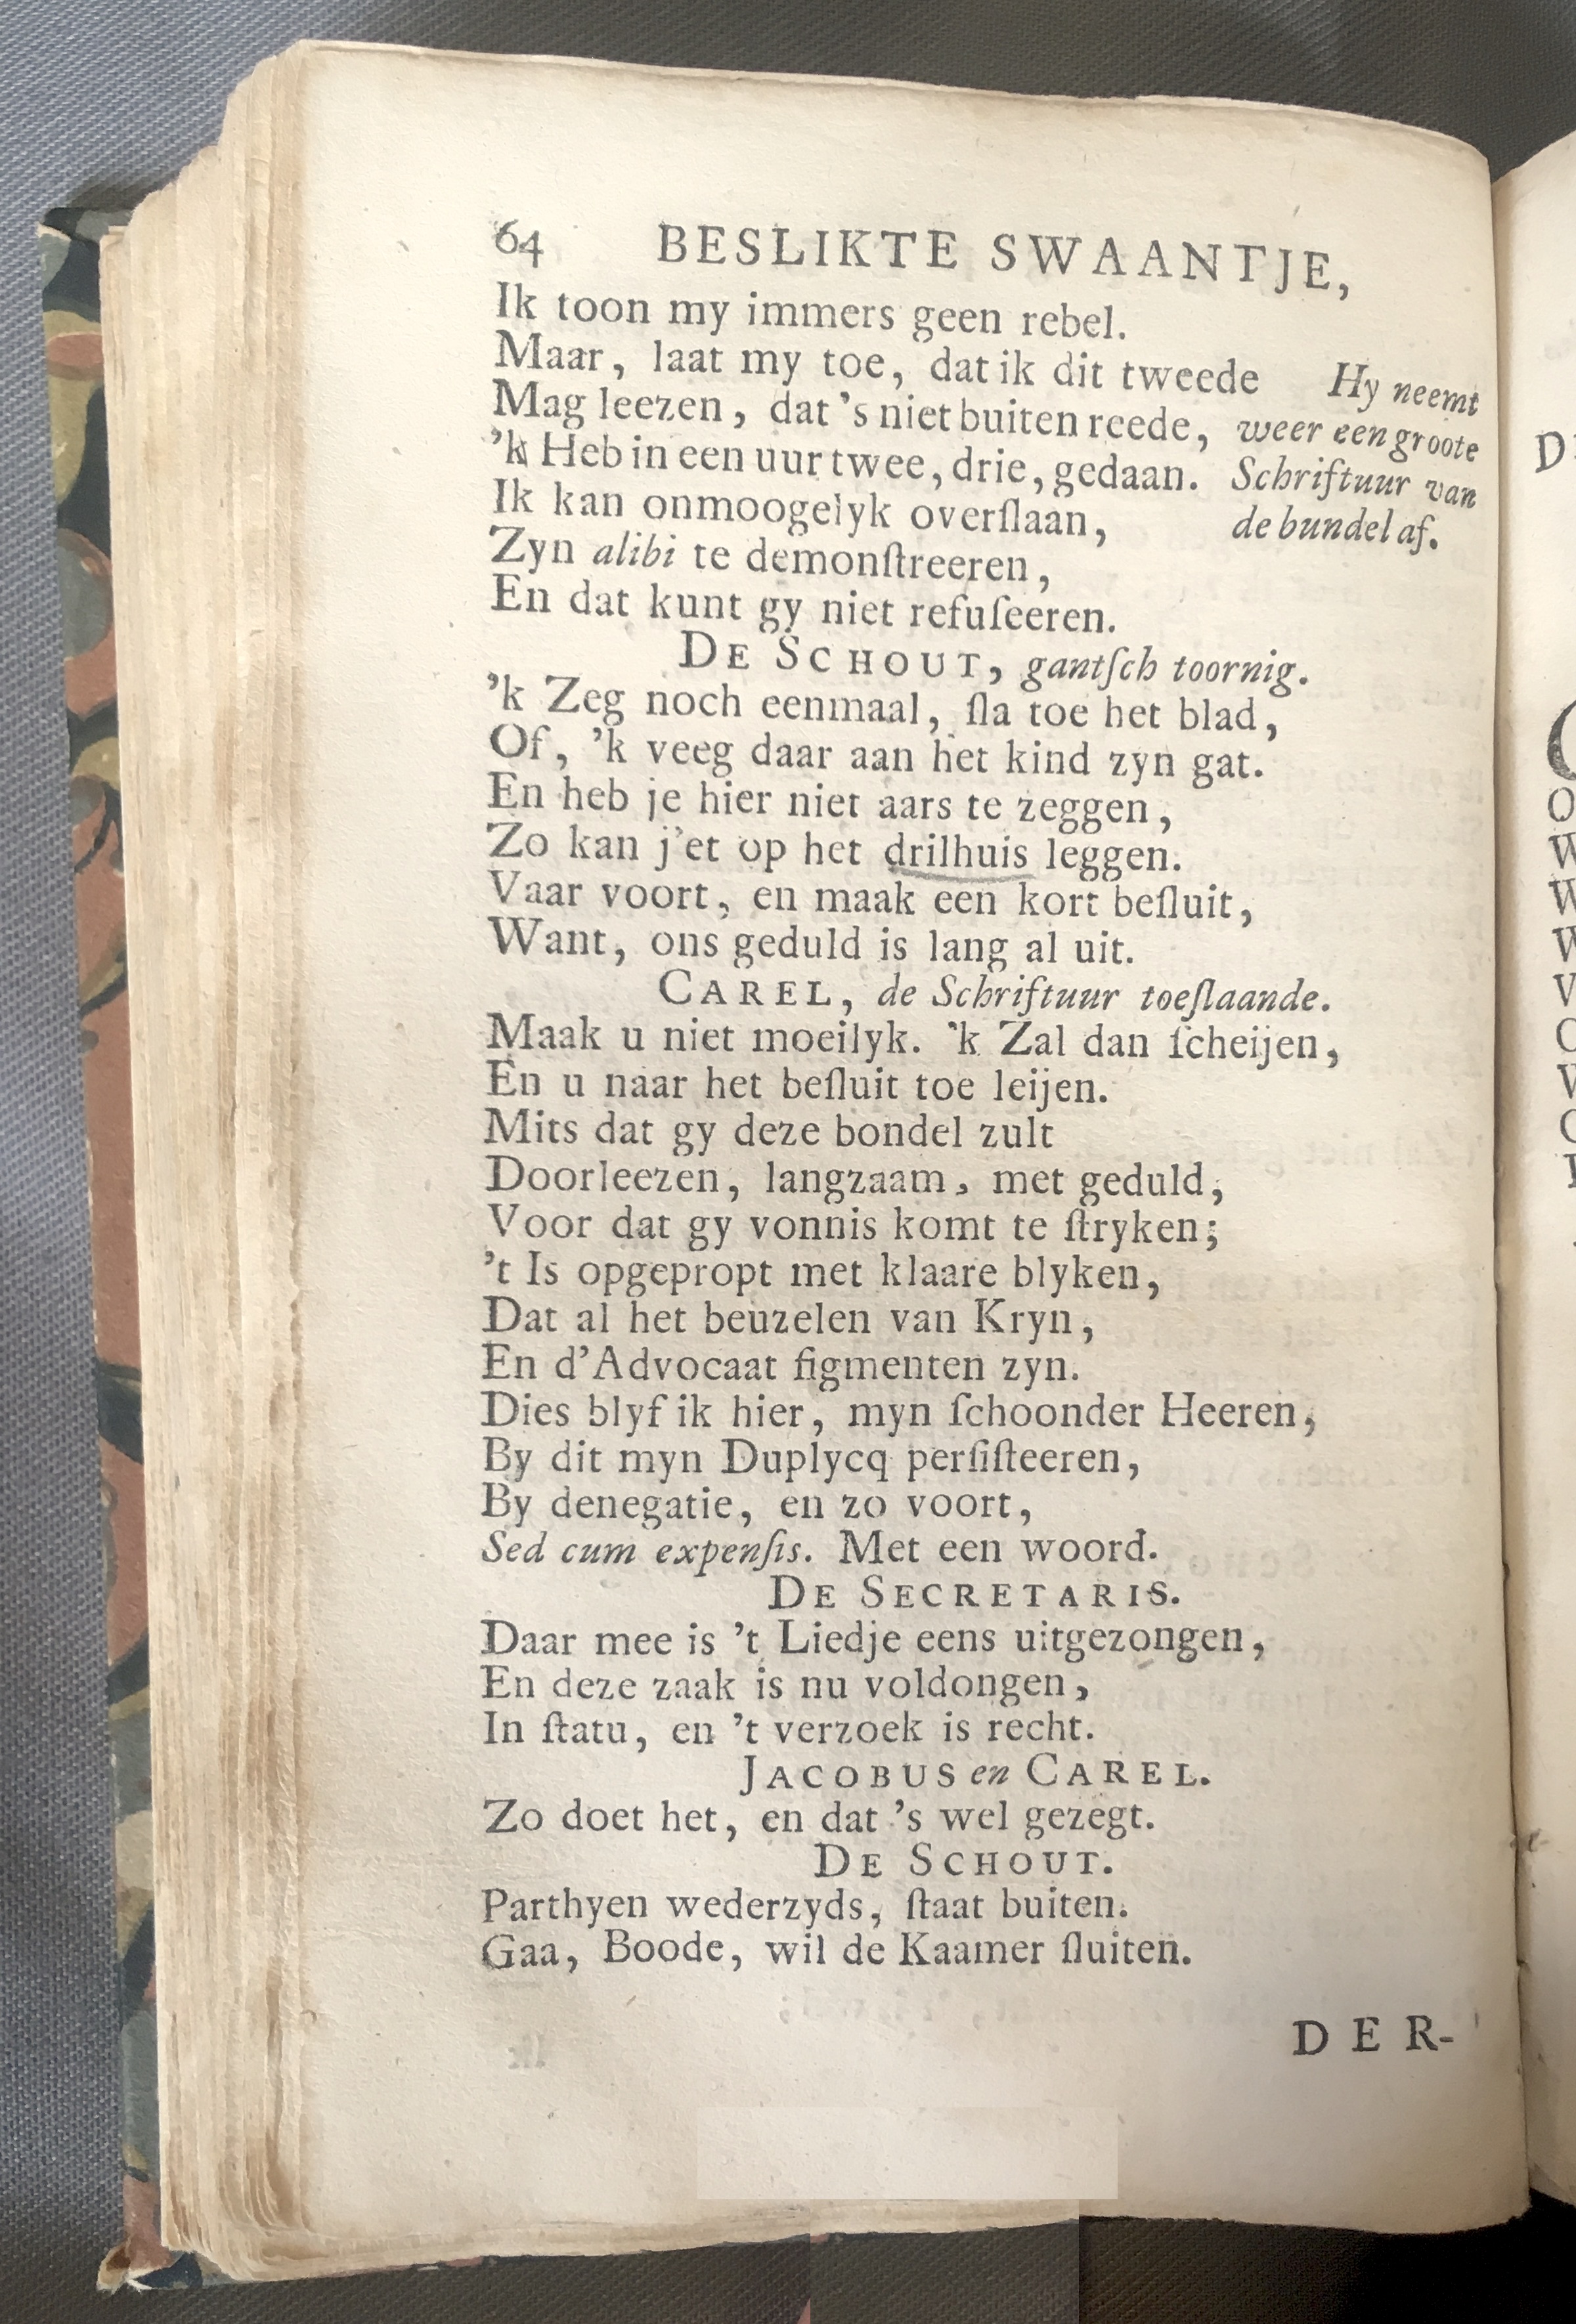 64 BESLIKTE SWAANTJE,
Ik toon my immers geen rebel.
Maar, laat my toe, dat ik dit tweede
Mag leezen, dat 's niet buiten reede,
'k Heb in een uur twee, drie, gedaan.
Ik kan onmoogelyk overſlaan,
Hy neemt
weer een groote
Schriftuur van
de bundel af.
Zyn alibi te demonſtreeren,
En dat kunt gy niet refuſeeren.
DE SCHOUT, gantſch toornig.
'k Zeg noch eenmaal, ſla toe het blad,
Of, 'k veeg daar aan het kind zyn gat.
En heb je hier niet aars te zeggen,
Zo kan j'et op het drilhuis leggen.
Vaar voort, en maak een kort beſluit,
Want, ons geduld is lang al uit.
CAREL, de Schriftuur toeſlaande.
Maak u niet moeilyk. 'k Zal dan ſcheijen,
En u naar het beſluit toe leijen.
Mits dat gy deze bondel zult
Doorleezen, langzaam, met geduld,
Voor dat gy vonnis komt te ſtryken;
't Is opgepropt met klaare blyken,
Dat al het beuzelen van Kryn,
En d'Advocaat figmenten zyn.
Dies blyf ik hier, myn ſchoonder Heeren,
By dit myn Duplycq perſiſteeren,
By denegatie, en zo voort,
Sed cum expenſis. Met een woord.
DE SECRETARIS.
Daar mee is 't Liedje eens uitgezongen,
En deze zaak is nu voldongen,
In ſtatu, en 't verzoek is recht.
JACOBUS en CAREL.
Zo doet het, en dat 's wel gezegt.
DE SCHOUT.
Parthyen wederzyds, ſtaat buiten.
Gaa, Boode, wil de Kaamer ſluiten.
DER-